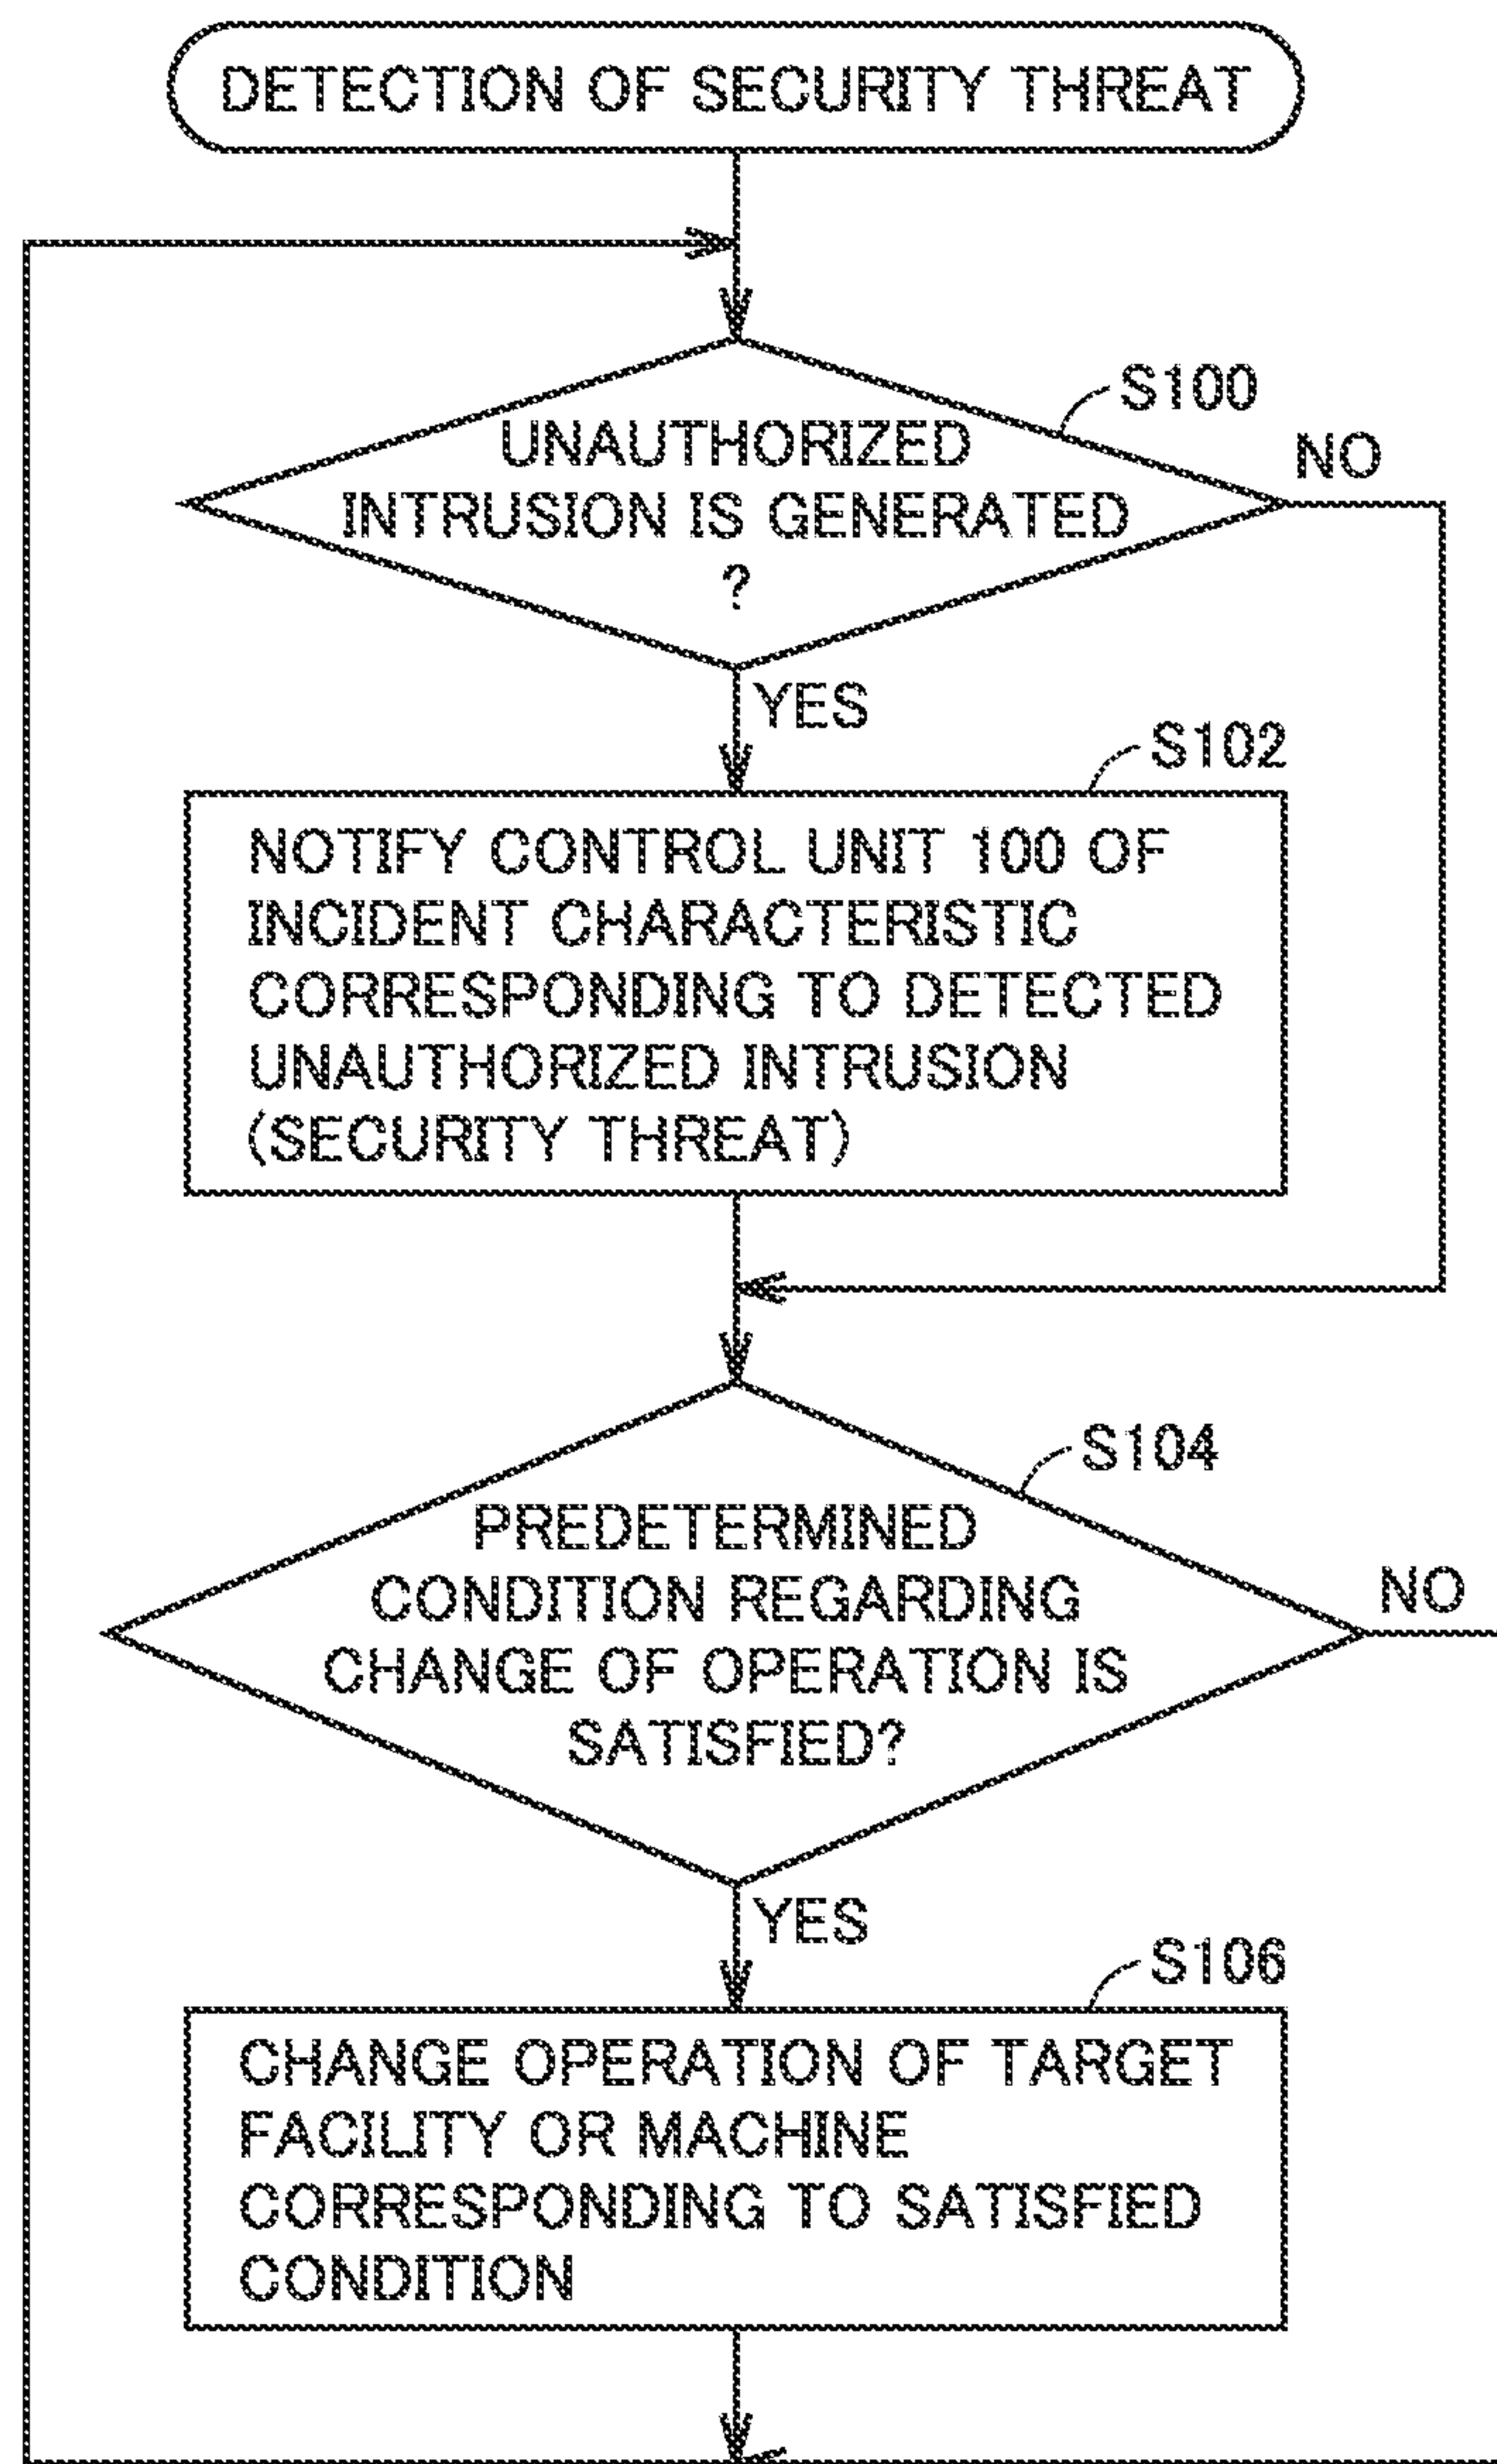 DETECTION OF SECURITY THREAT
S100
UNAUTHORIZED
INTRUSION IS GENERATED
?
NO
YES
S102
NOTIFY CONTROL UNIT 100 OF
INCIDENT CHARACTERISTIC
CORRESPONDING TO DETECTED
UNAUTHORIZED INTRUSION
(SECURITY THREAT)
S104
PREDETERMINED
CONDITION REGARDING
CHANGE OF OPERATION IS
SATISFIED?
NO
YES
S106
CHANGE OPERATION OF TARGET
FACILITY OR MACHINE
CORRESPONDING TO SATISFIED
CONDITION